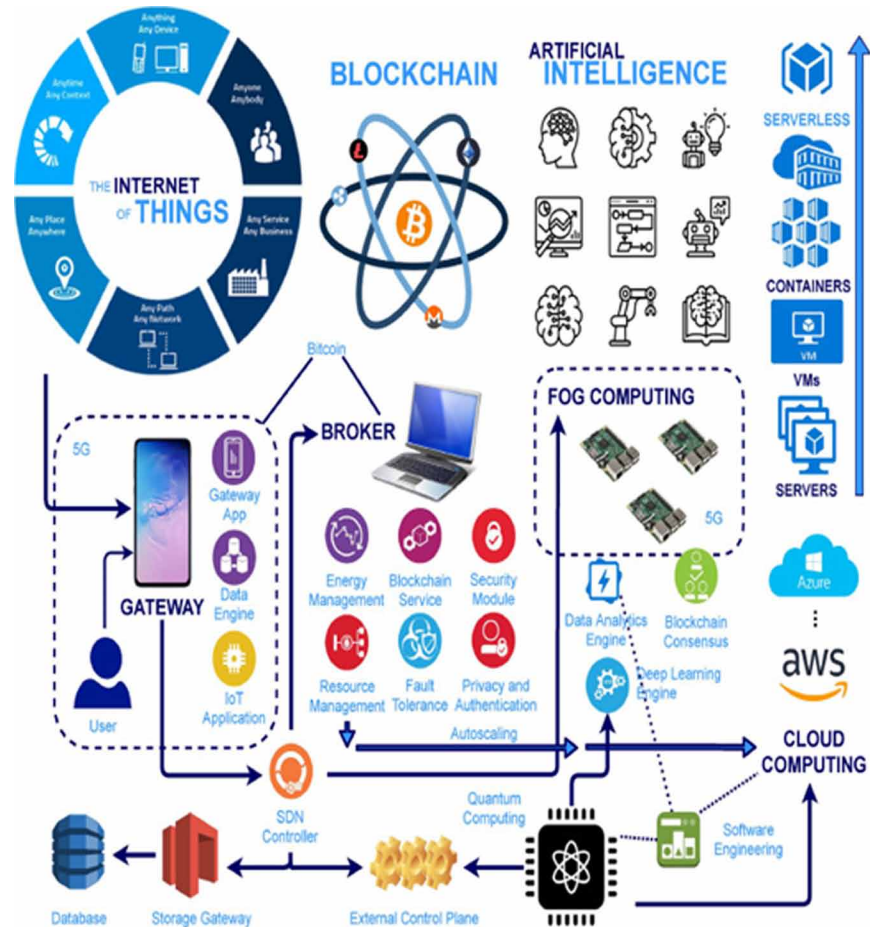 Anything
Any Device
Anytime
Any Context
Anyone
Anybody
THE INTERNET
OF THINGS
Any Place
Anywhere
Any Service
Any Business
Any Path
Any Network
BLOCKCHAIN
ARTIFICIAL
INTELLIGENCE
SERVERLESS
CONTAINERS
VM
VMs
SERVERS
Bitcoin
5G
Gateway
App
Data
Engine
IoT
Application
GATEWAY
User
BROKER
Energy
Management
Blockchain
Service
Security
Module
Resource
Management
Fault
Tolerance
Privacy and
Authentication
Autoscaling
FOG COMPUTING
5G
Data Analytics
Engine
Blockchain
Consensus
Deep Learning
Engine
Azure
aws
CLOUD
COMPUTING
SDN
Controller
Quantum
Computing
Software
Engineering
Database
Storage Gateway
External Control Plane